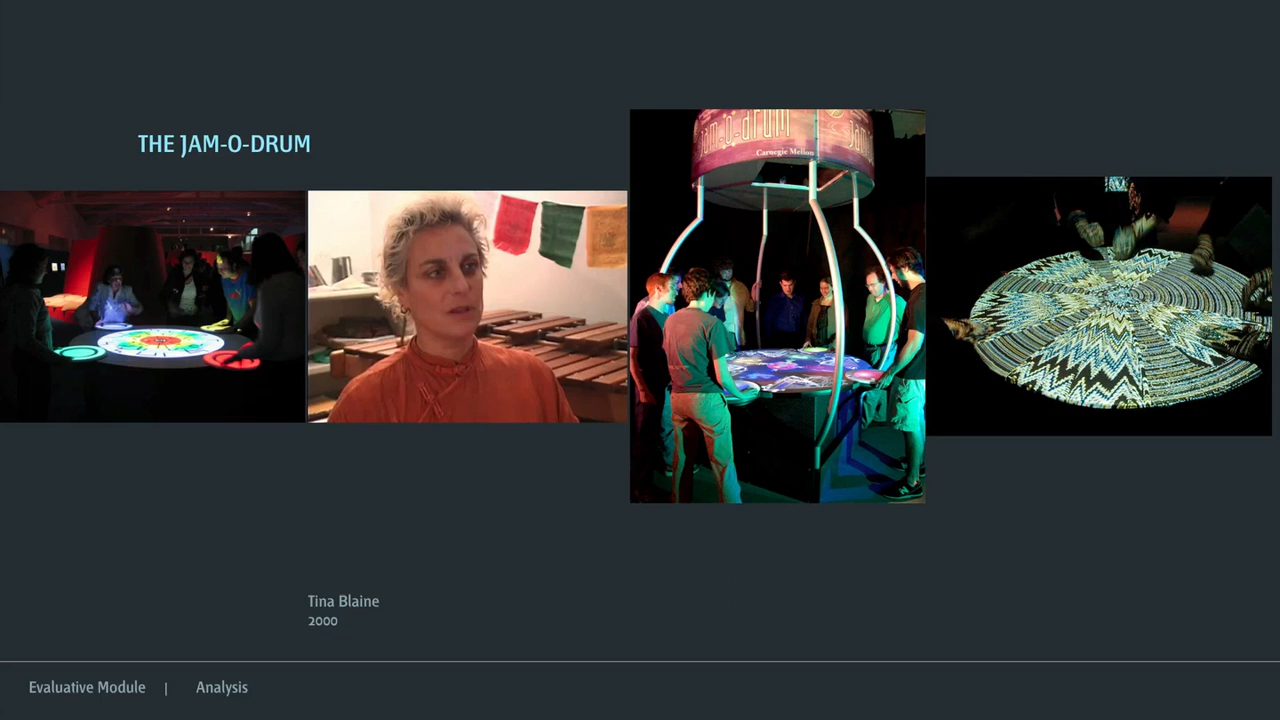 THE JAM-O-DRUM
jam-o-drum
Carnegie Mellon
Tina Blaine
2000
Evaluative Module | Analysis